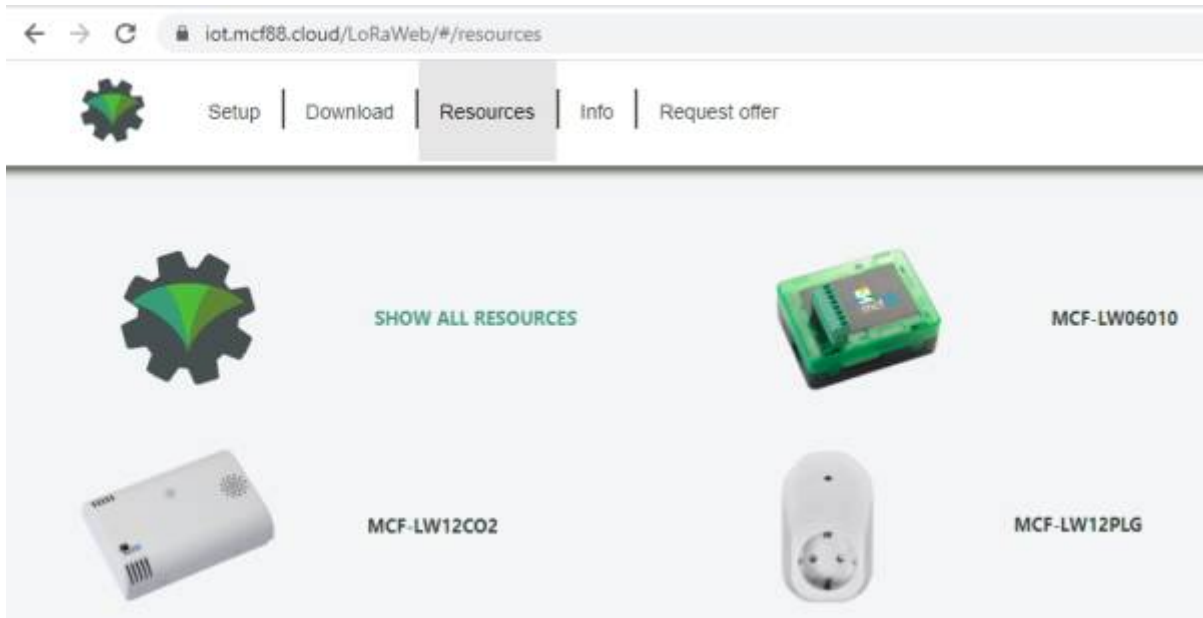 iot.mcf88.cloud/LoRaWeb/#/resources
Setup Download Resources Info Request offer
SHOW ALL RESOURCES
MCF-LW06010
MCF-LW12CO2
MCF-LW12PLG